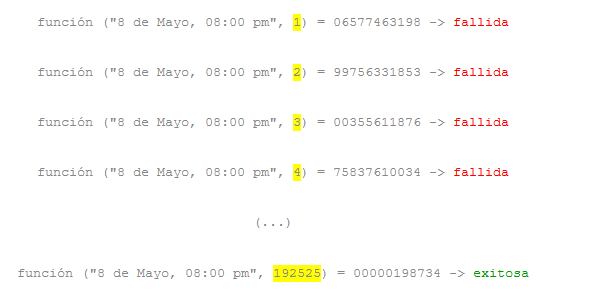 función ("8 de Mayo, 08:00 pm", 1) = 06577463198 -> fallida
función ("8 de Mayo, 08:00 pm", 2) = 99756331853 -> fallida
función ("8 de Mayo, 08:00 pm", 3) = 00355611876 -> fallida
función ("8 de Mayo, 08:00 pm", 4) = 75837610034 -> fallida
(...)
función ("8 de Mayo, 08:00 pm", 192525) = 00000198734 -> exitosa